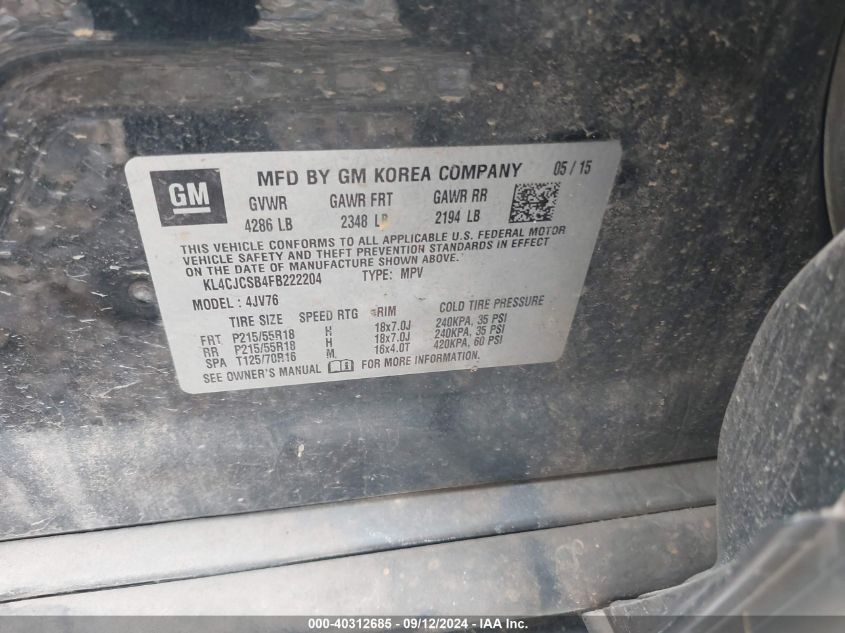 GM
MFD BY GM KOREA COMPANY 05 / 15
GVWR GAWR FRT GAWR RR
4286 LB 2348 LB 2194 LB
THIS VEHICLE CONFORMS TO ALL APPLICABLE U.S. FEDERAL MOTOR
VEHICLE SAFETY AND THEFT PREVENTION STANDARDS IN EFFECT
ON THE DATE OF MANUFACTURE SHOWN ABOVE.
KL4CJCSB4FB222204 TYPE: MPV
MODEL : 4JV76
TIRE SIZE SPEED RTG RIM COLD TIRE PRESSURE
FRT P215/55R18 H 18x7.0J 240KPA, 35 PSI
RR P215/55R18 H 18x7.0J 240KPA, 35 PSI
SPA T125/70R16 M 16x4.0T 420KPA, 60 PSI
SEE OWNER'S MANUAL FOR MORE INFORMATION.
000-40312685 - 09/12/2024 - IAAI Inc.